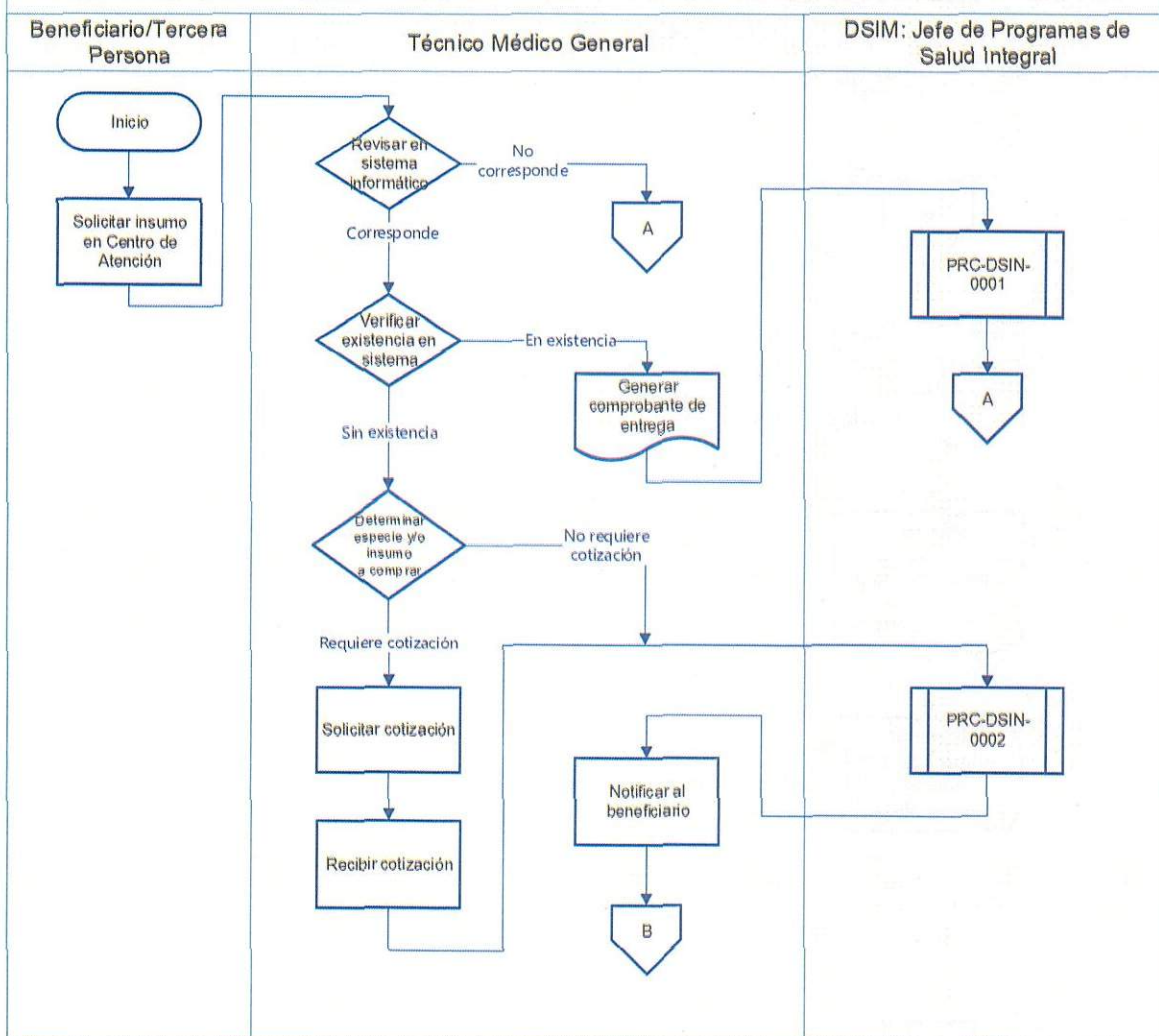 Beneficiario/Tercera
Persona
Técnico Médico General
DSIM: Jefe de Programas de
Salud Integral
Inicio
Solicitar insumo
en Centro de
Atención
Revisar en
sistema
informático
No
corresponde
A
Corresponde
PRC-DSIN-
0001
Verificar
existencia en
sistema
En existencia
Generar
comprobante de
entrega
A
Sin existencia
Determinar
especie y/o
insumo
a comprar
No requiere
cotización
Requiere cotización
Solicitar cotización
PRC-DSIN-
0002
Notificar al
beneficiario
Recibir cotización
B